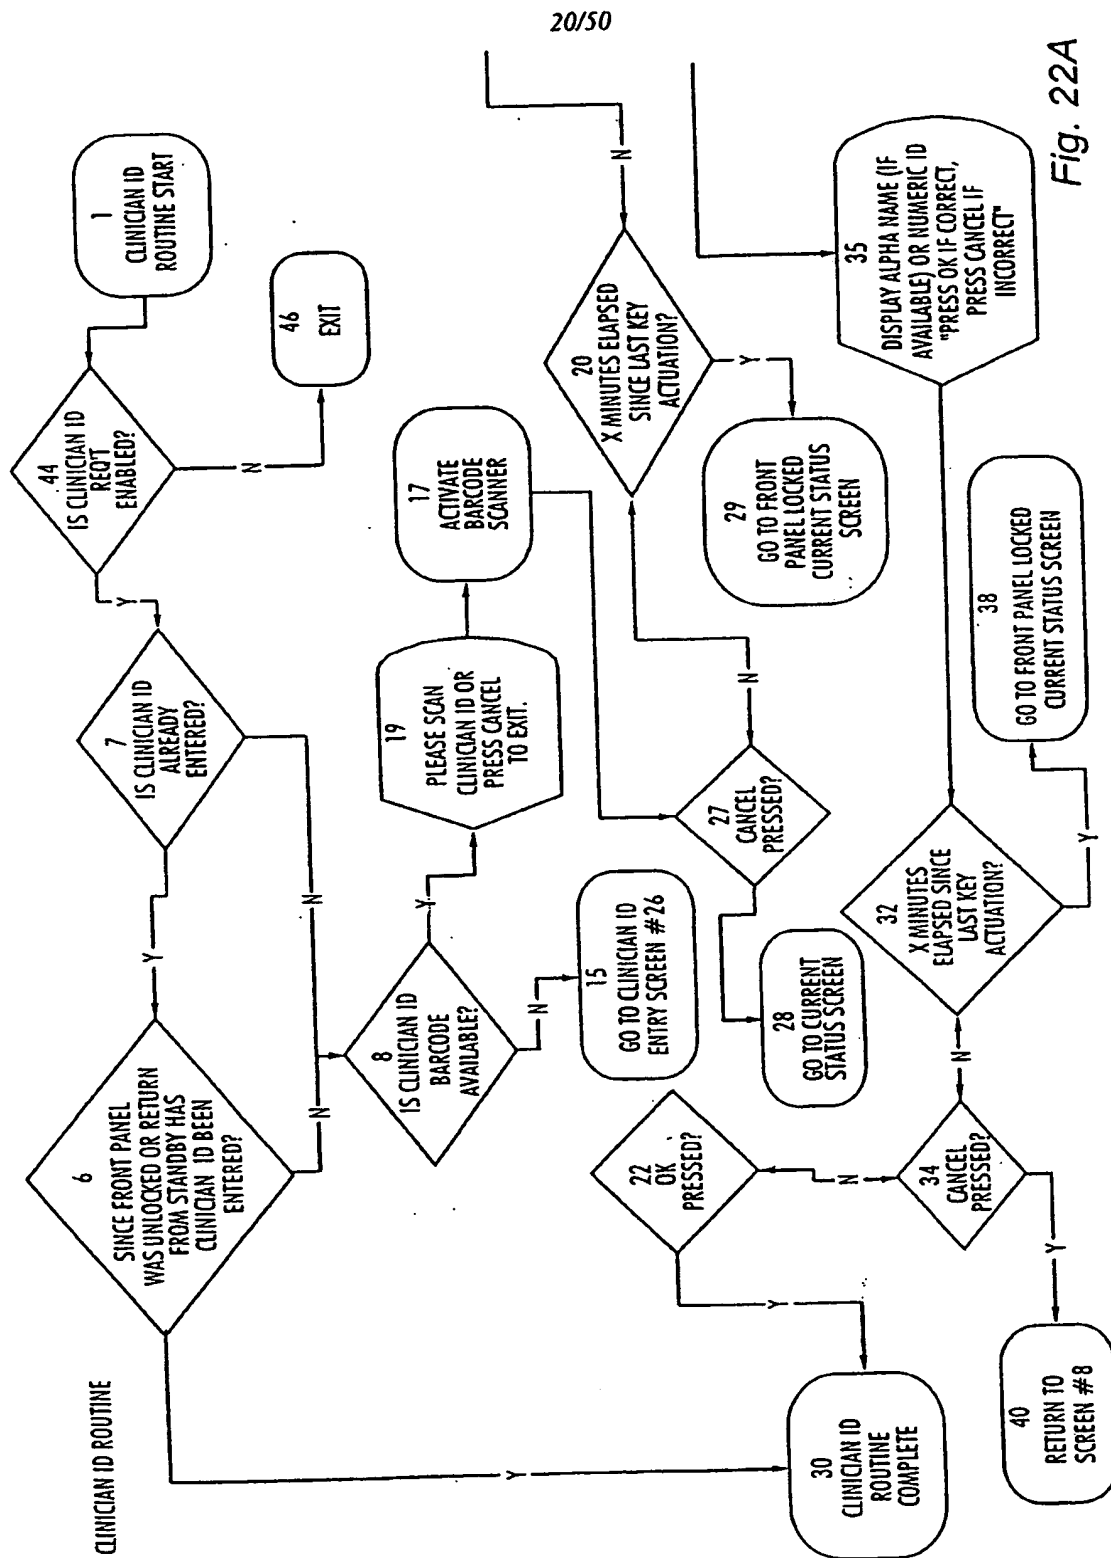 20/50
CLINICIAN ID ROUTINE
1
CLINICIAN ID
ROUTINE START
44
IS CLINICIAN ID
REQ'T
ENABLED?
N
46
EXIT
Y
7
IS CLINICIAN ID
ALREADY
ENTERED?
N
Y
6
SINCE FRONT PANEL
WAS UNLOCKED OR RETURN
FROM STANDBY HAS
CLINICIAN ID BEEN
ENTERED?
N
Y
8
IS CLINICIAN ID
BARCODE
AVAILABLE?
Y
N
19
PLEASE SCAN
CLINICIAN ID OR
PRESS CANCEL
TO EXIT.
17
ACTIVATE
BARCODE
SCANNER
15
GO TO CLINICIAN ID
ENTRY SCREEN #26
27
CANCEL
PRESSED?
N
28
GO TO CURRENT
STATUS SCREEN
20
X MINUTES ELAPSED
SINCE LAST KEY
ACTUATION?
N
Y
29
GO TO FRONT
PANEL LOCKED
CURRENT STATUS
SCREEN
35
DISPLAY ALPHA NAME (IF
AVAILABLE) OR NUMERIC ID
"PRESS OK IF CORRECT,
PRESS CANCEL IF
INCORRECT"
32
X MINUTES
ELAPSED SINCE
LAST KEY
ACTUATION?
Y
N
38
GO TO FRONT PANEL LOCKED
CURRENT STATUS SCREEN
34
CANCEL
PRESSED?
N
Y
22
OK
PRESSED?
Y
30
CLINICIAN ID
ROUTINE
COMPLETE
40
RETURN TO
SCREEN #8
Fig. 22A